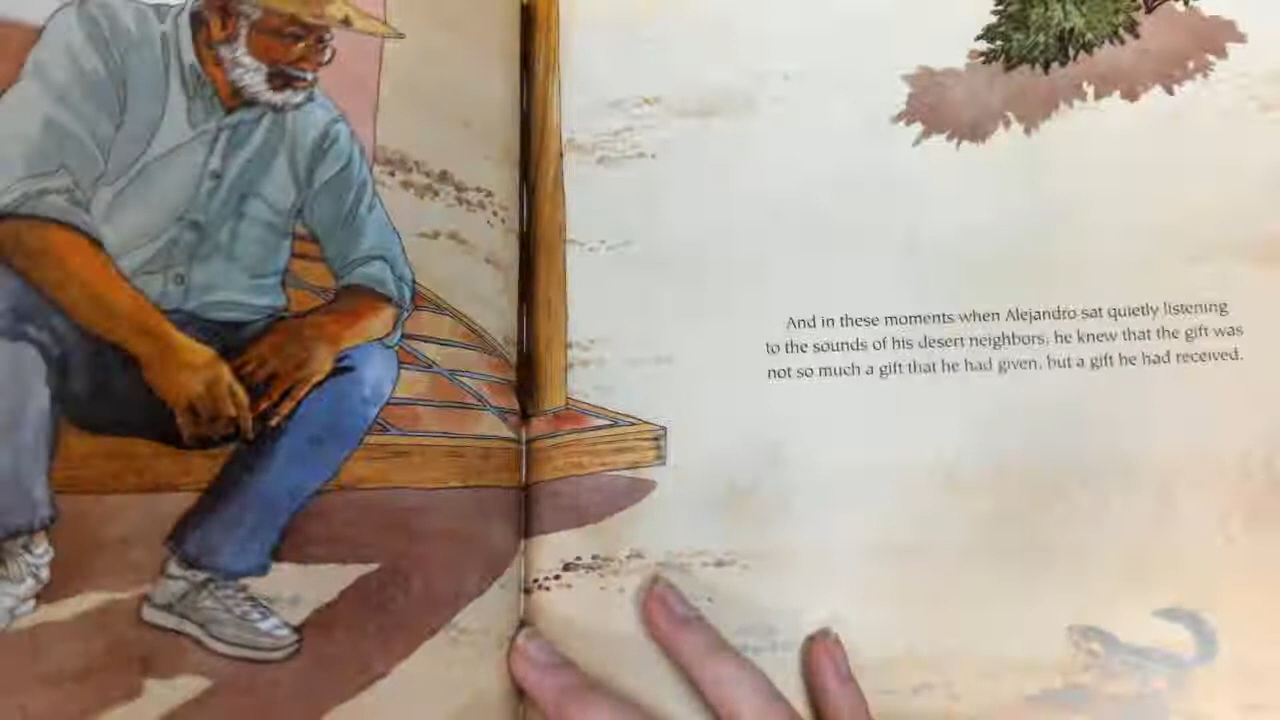 And in these moments when Alejandro sat quietly listening
to the sounds of his desert neighbors, he knew that the gift was
not so much a gift that he had given, but a gift he had received.